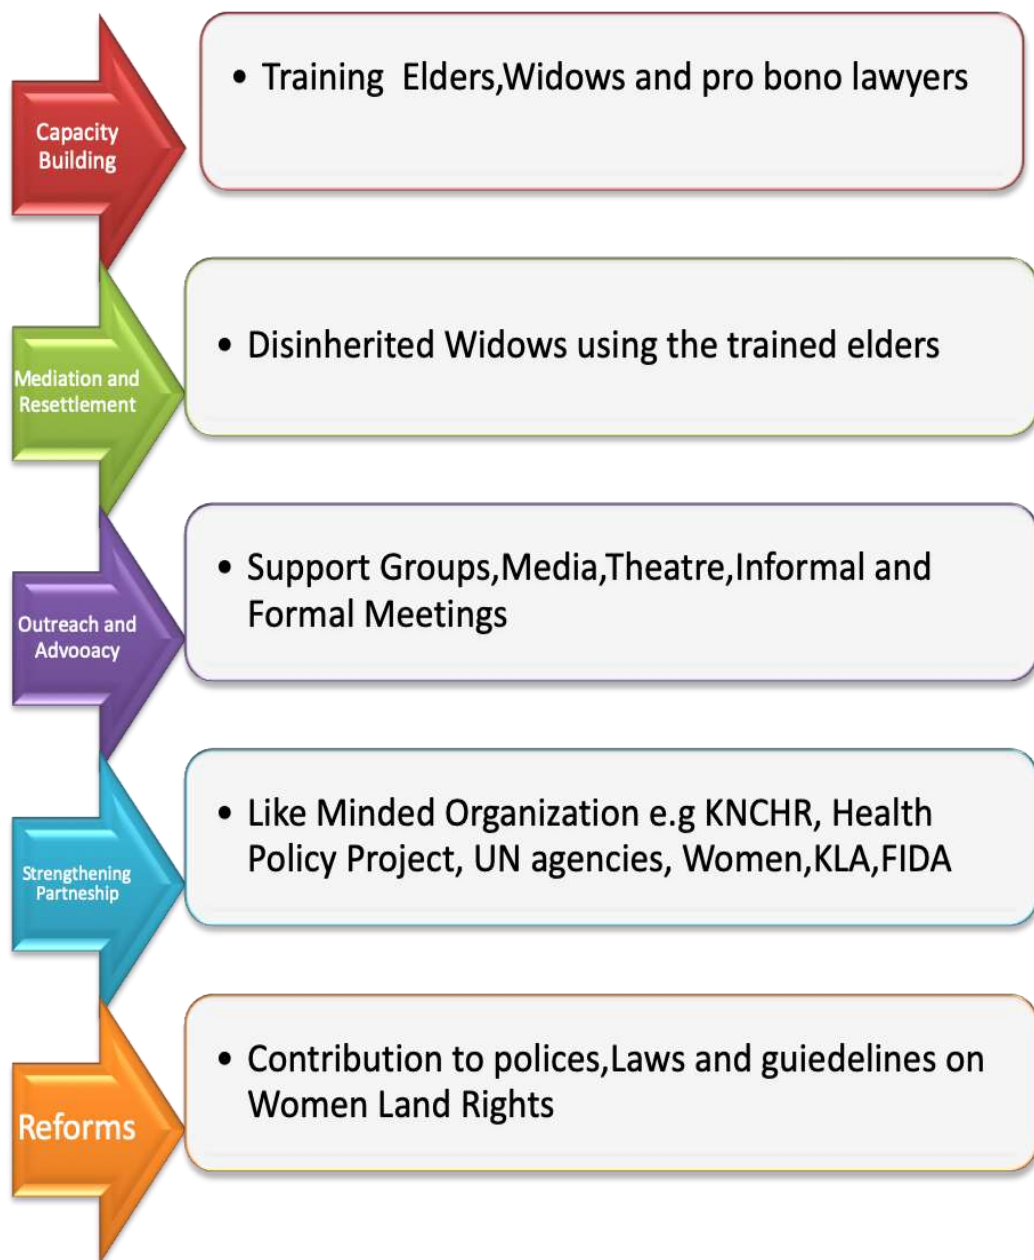 Capacity
Building
• Training  Elders,Widows and pro bono lawyers
Mediation and
Resettlement
• Disinherited Widows using the trained elders
Outreach and
Advooacy
• Support Groups,Media,Theatre,Informal and
Formal Meetings
Strengthening
Partneship
• Like Minded Organization e.g KNCHR, Health
Policy Project, UN agencies, Women,KLA,FIDA
Reforms
• Contribution to polices,Laws and guiedelines on
Women Land Rights